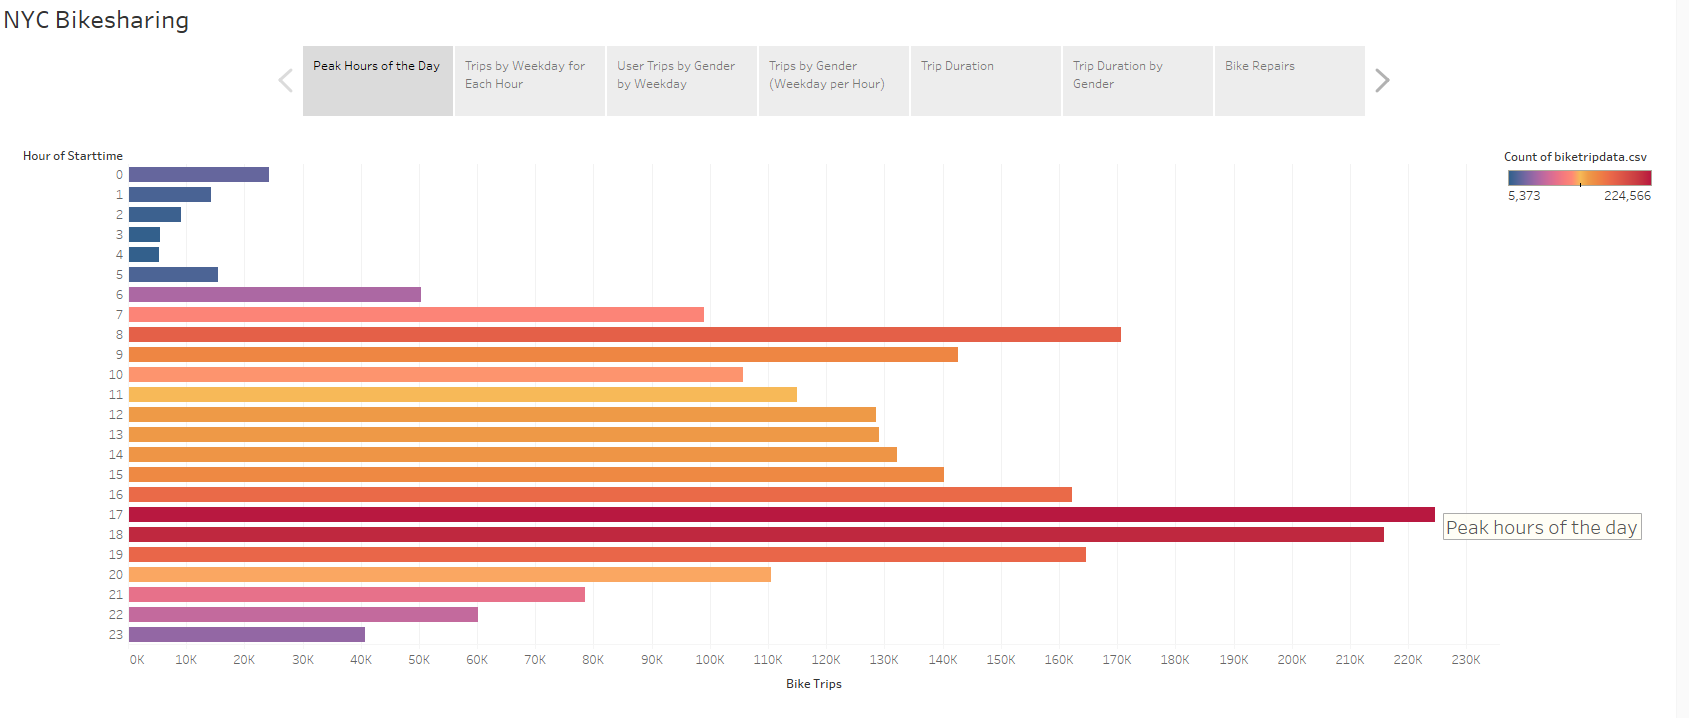 NYC Bikesharing
Peak Hours of the Day
Trips by Weekday for
Each Hour
User Trips by Gender
by Weekday
Trips by Gender
(Weekday per Hour)
Trip Duration
Trip Duration by
Gender
Bike Repairs
Hour of Starttime
0
1
2
3
4
5
6
7
8
9
10
11
12
13
14
15
16
17
18
19
20
21
22
23
Peak hours of the day
0K 10K 20K 30K 40K 50K 60K 70K 80K 90K 100K 110K 120K 130K 140K 150K 160K 170K 180K 190K 200K 210K 220K 230K
Bike Trips
Count of biketripdata.csv
5,373 224,566